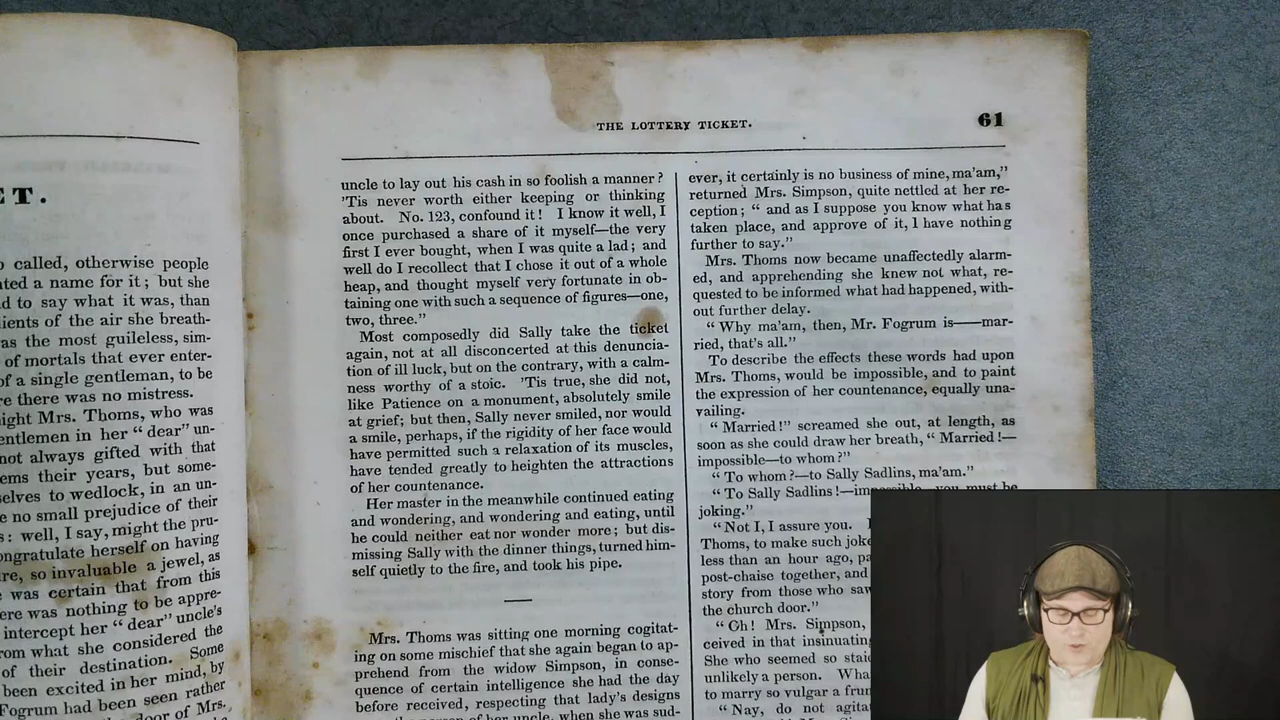 ET.
called, otherwise people
ated a name for it; but she
d to say what it was, than
ients of the air she breath-
as the most guileless, sim-
of mortals that ever enter-
of a single gentleman, to be
re there was no mistress.
ight Mrs. Thoms, who was
entlemen in her "dear" un-
not always gifted with that
ems their years, but some-
selves to wedlock, in an un-
e no small prejudice of their
s: well, I say, might the pru-
ongratulate herself on having
re, so invaluable a jewel, as
was certain that from this
ere was nothing to be appre-
intercept her "dear" uncle's
rom what she considered the
of their destination. Some
been excited in her mind, by
Fogrum had been seen rather
door of Mrs.
THE LOTTERY TICKET. 61
uncle to lay out his cash in so foolish a manner?
'Tis never worth either keeping or thinking
about. No. 123, confound it! I know it well, I
once purchased a share of it myself—the very
first I ever bought, when I was quite a lad; and
well do I recollect that I chose it out of a whole
heap, and thought myself very fortunate in ob-
taining one with such a sequence of figures—one,
two, three."
Most composedly did Sally take the ticket
again, not at all disconcerted at this denuncia-
tion of ill luck, but on the contrary, with a calm-
ness worthy of a stoic. 'Tis true, she did not,
like Patience on a monument, absolutely smile
at grief; but then, Sally never smiled, nor would
a smile, perhaps, if the rigidity of her face would
have permitted such a relaxation of its muscles,
have tended greatly to heighten the attractions
of her countenance.
Her master in the meanwhile continued eating
and wondering, and wondering and eating, until
he could neither eat nor wonder more; but dis-
missing Sally with the dinner things, turned him-
self quietly to the fire, and took his pipe.
Mrs. Thoms was sitting one morning cogitat-
ing on some mischief that she again began to ap-
prehend from the widow Simpson, in conse-
quence of certain intelligence she had the day
before received, respecting that lady's designs
of her uncle, when she was sud-
ever, it certainly is no business of mine, ma'am,"
returned Mrs. Simpson, quite nettled at her re-
ception; "and as I suppose you know what has
taken place, and approve of it, I have nothing
further to say."
Mrs. Thoms now became unaffectedly alarm-
ed, and apprehending she knew not what, re-
quested to be informed what had happened, with-
out further delay.
"Why ma'am, then, Mr. Fogrum is——mar-
ried, that's all."
To describe the effects these words had upon
Mrs. Thoms, would be impossible, and to paint
the expression of her countenance, equally una-
vailing.
"Married!" screamed she out, at length, as
soon as she could draw her breath, "Married!—
impossible—to whom?"
"To whom?—to Sally Sadlins, ma'am."
"To Sally Sadlins!—impossible, you must be
joking."
"Not I, I assure you.
Thoms, to make such joke
less than an hour ago, pa
post-chaise together, and
story from those who saw
the church door."
"Oh! Mrs. Simpson,
ceived in that insinuating
She who seemed so staid
unlikely a person. Wha
to marry so vulgar a frum
"Nay, do not agita